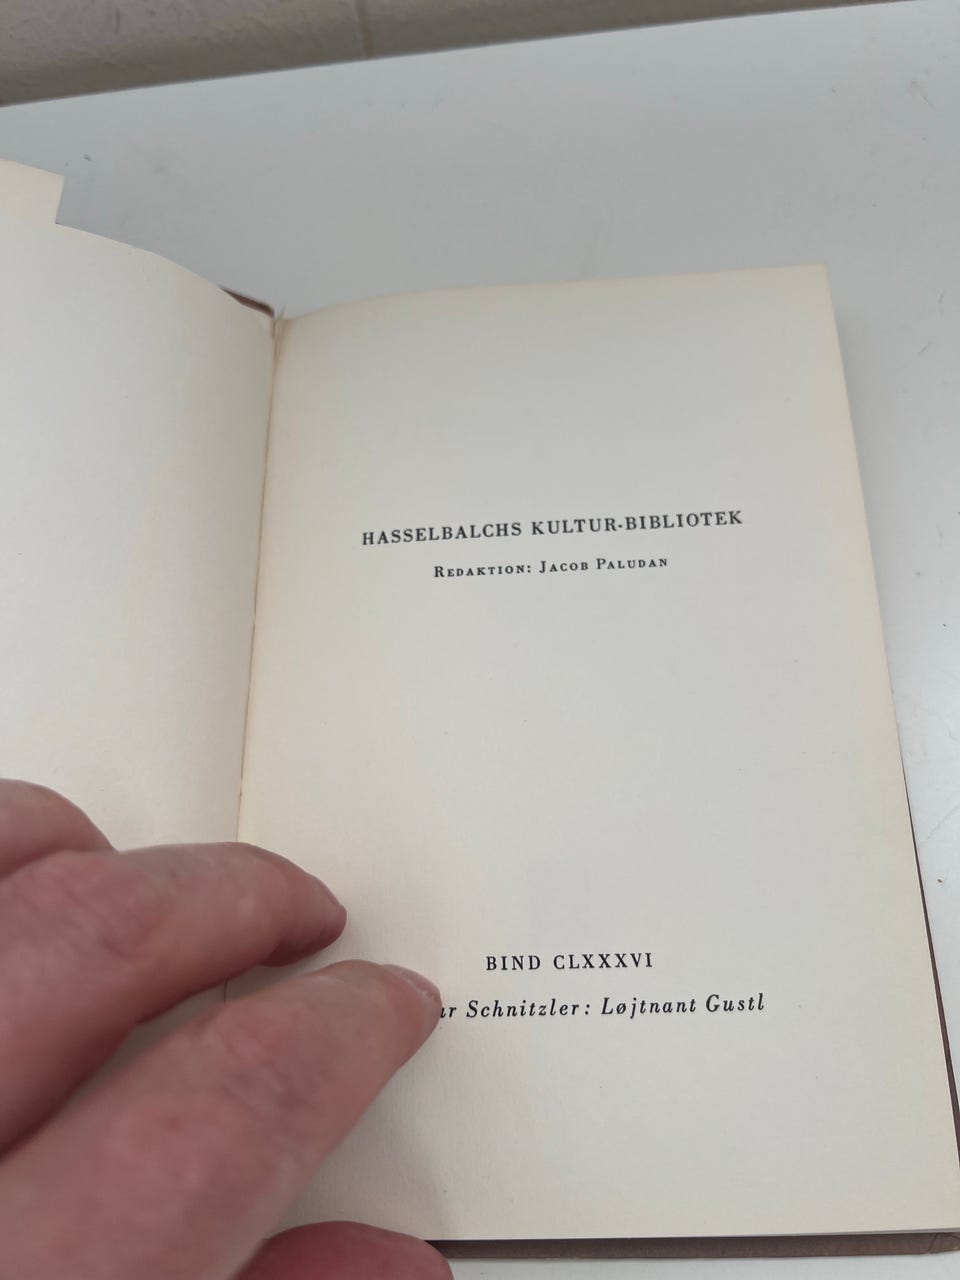 HASSELBALCHS KULTUR-BIBLIOTEK
REDAKTION: JACOB PALUDAN
BIND CLXXXVI
Schnitzler: Løjtnant Gustl